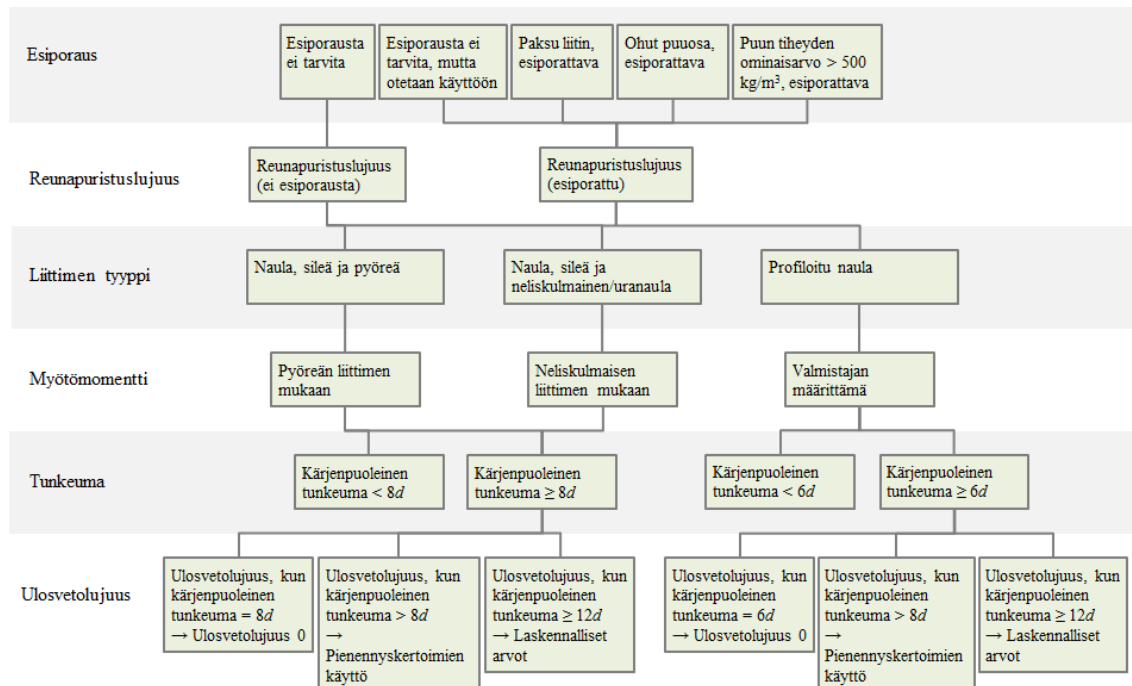 Esiporaus
Esiporausta
ei tarvita
Esiporausta ei
tarvita, mutta
otetaan käyttöön
Paksu liitin,
esiporattava
Ohut puuosa,
esiporattava
Puun tiheyden
ominaisarvo > 500
kg/m³, esiporattava
Reunapuristuslujuus
Reunapuristuslujuus
(ei esiporausta)
Reunapuristuslujuus
(esiporattu)
Liittimen tyyppi
Naula, sileä ja pyöreä
Naula, sileä ja
neliskulmainen/uranaula
Profiloitu naula
Myötömomentti
Pyöreän liittimen
mukaan
Neliskulmaisen
liittimen mukaan
Valmistajan
määrittämä
Tunkeuma
Kärjenpuoleinen
tunkeuma < 8d
Kärjenpuoleinen
tunkeuma ≥ 8d
Kärjenpuoleinen
tunkeuma < 6d
Kärjenpuoleinen
tunkeuma ≥ 6d
Ulosvetolujuus
Ulosvetolujuus, kun
kärjenpuoleinen
tunkeuma = 8d
→ Ulosvetolujuus 0
Ulosvetolujuus, kun
kärjenpuoleinen
tunkeuma > 8d
→
Pienennyskertoimien
käyttö
Ulosvetolujuus, kun
kärjenpuoleinen
tunkeuma ≥ 12d
→ Laskennalliset
arvot
Ulosvetolujuus, kun
kärjenpuoleinen
tunkeuma = 6d
→ Ulosvetolujuus 0
Ulosvetolujuus, kun
kärjenpuoleinen
tunkeuma > 8d
→
Pienennyskertoimien
käyttö
Ulosvetolujuus, kun
kärjenpuoleinen
tunkeuma ≥ 12d
→ Laskennalliset
arvot